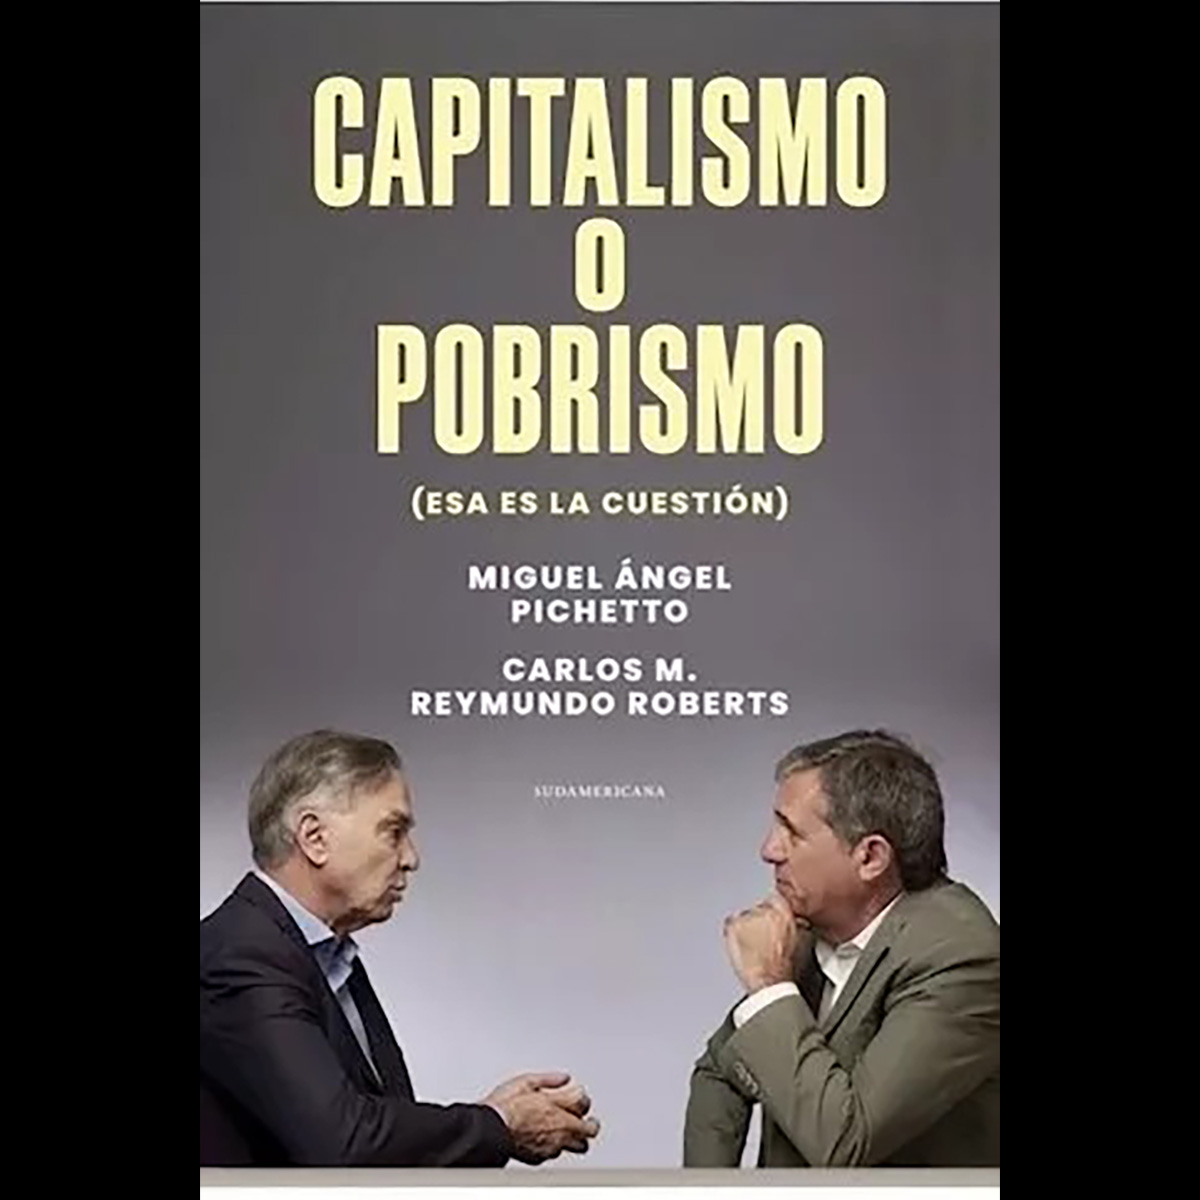 CAPITALISMO
O
POBRISMO
(ESA ES LA CUESTIÓN)
MIGUEL ÁNGEL
PICHETTO
CARLOS M.
REYMUNDO ROBERTS
SUDAMERICANA